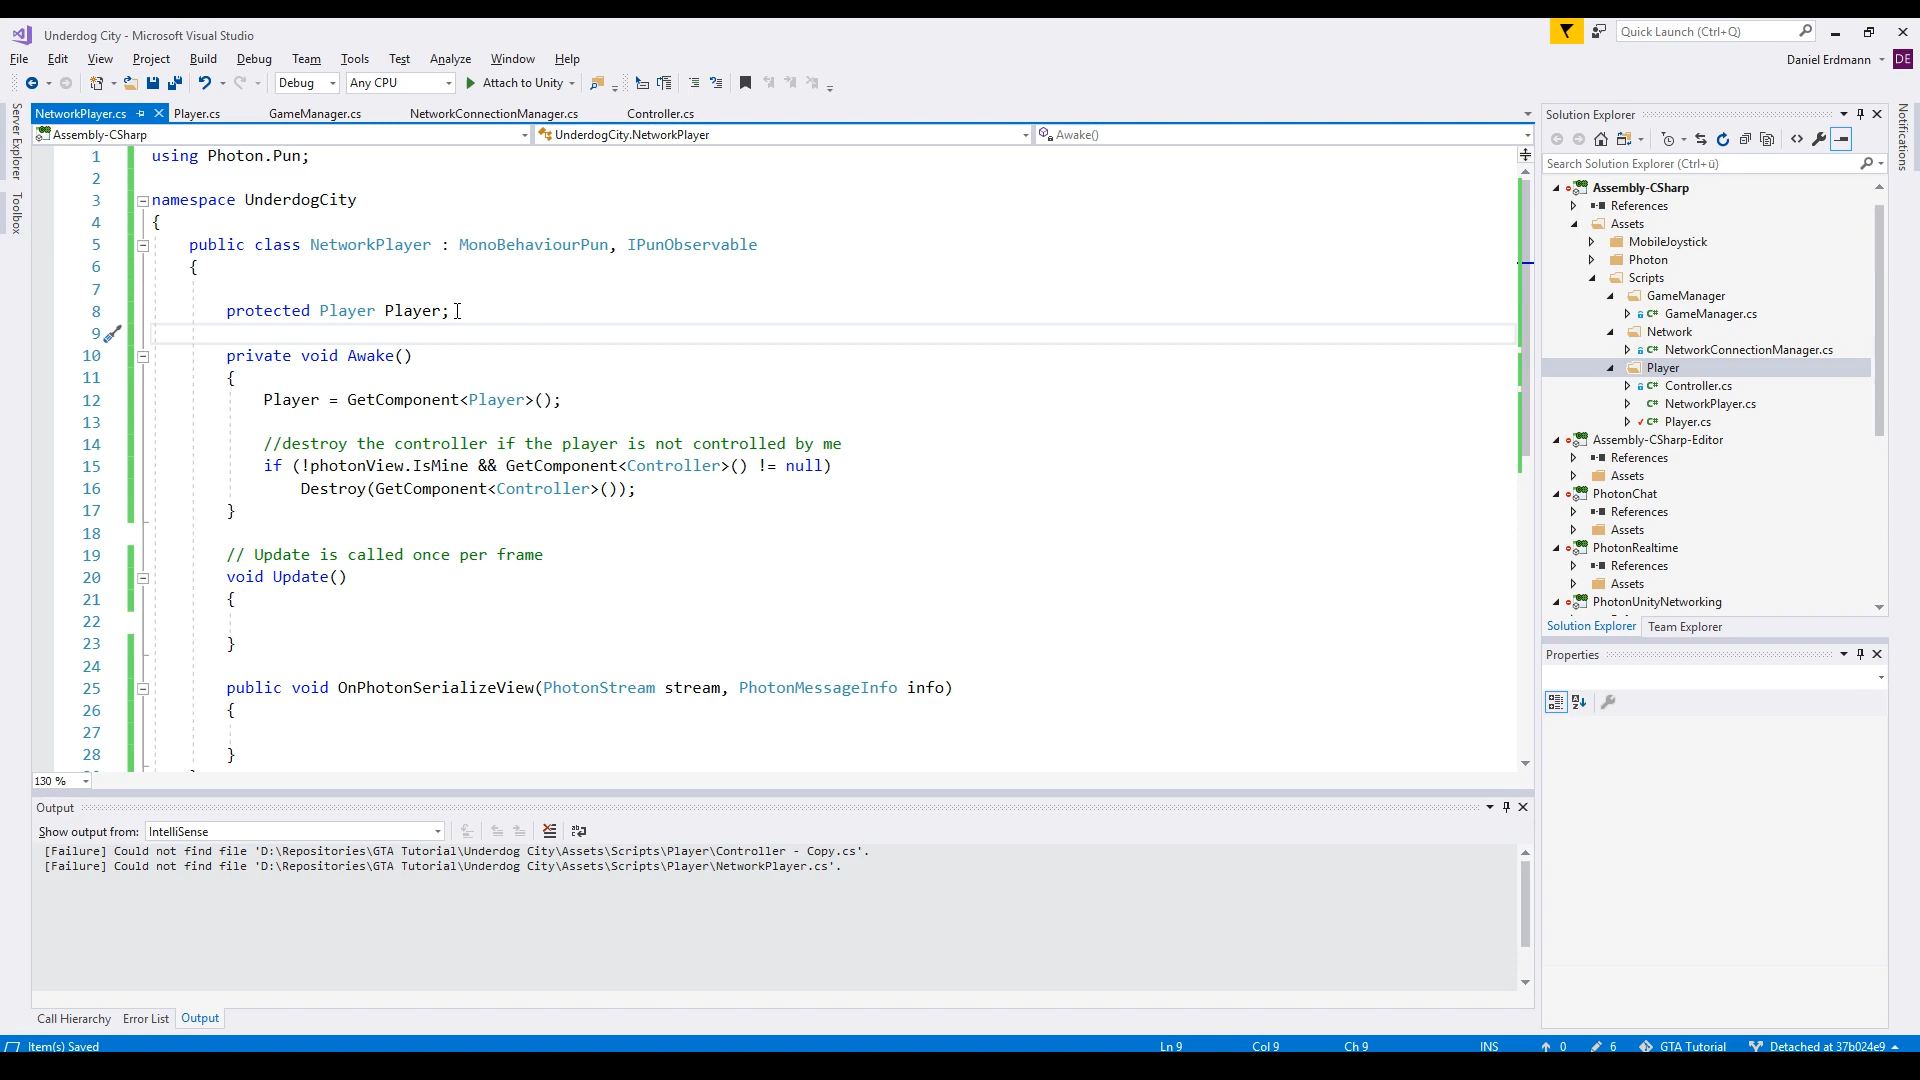 Underdog City - Microsoft Visual Studio
Quick Launch (Ctrl+Q)
File Edit View Project Build Debug Team Tools Test Analyze Window Help
Daniel Erdmann DE
Debug Any CPU Attach to Unity
Server Explorer
Toolbox
Notifications
NetworkPlayer.cs Player.cs GameManager.cs NetworkConnectionManager.cs Controller.cs
Assembly-CSharp UnderdogCity.NetworkPlayer Awake()
1 using Photon.Pun;
2
3 namespace UnderdogCity
4 {
5 public class NetworkPlayer : MonoBehaviourPun, IPunObservable
6 {
7
8 protected Player Player;
9
10 private void Awake()
11 {
12 Player = GetComponent<Player>();
13
14 //destroy the controller if the player is not controlled by me
15 if (!photonView.IsMine && GetComponent<Controller>() != null)
16 Destroy(GetComponent<Controller>());
17 }
18
19 // Update is called once per frame
20 void Update()
21 {
22
23 }
24
25 public void OnPhotonSerializeView(PhotonStream stream, PhotonMessageInfo info)
26 {
27
28 }
130 %
Output
Show output from: IntelliSense
[Failure] Could not find file 'D:\Repositories\GTA Tutorial\Underdog City\Assets\Scripts\Player\Controller - Copy.cs'.
[Failure] Could not find file 'D:\Repositories\GTA Tutorial\Underdog City\Assets\Scripts\Player\NetworkPlayer.cs'.
Call Hierarchy Error List Output
Solution Explorer
Search Solution Explorer (Ctrl+ü)
Assembly-CSharp
References
Assets
MobileJoystick
Photon
Scripts
GameManager
C# GameManager.cs
Network
C# NetworkConnectionManager.cs
Player
C# Controller.cs
C# NetworkPlayer.cs
C# Player.cs
Assembly-CSharp-Editor
References
Assets
PhotonChat
References
Assets
PhotonRealtime
References
Assets
PhotonUnityNetworking
Solution Explorer Team Explorer
Properties
Item(s) Saved Ln 9 Col 9 Ch 9 INS 0 6 GTA Tutorial Detached at 37b024e9